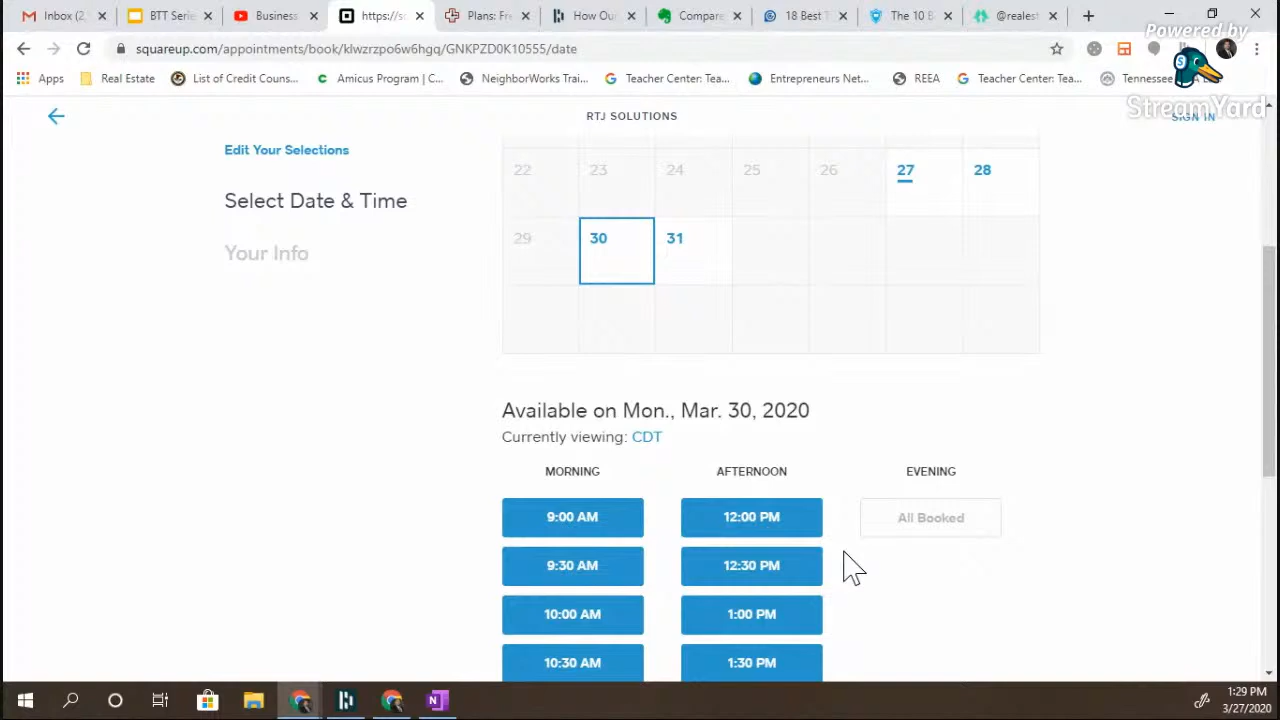 Inbox (2,
BTT Serie
Business
https://s
Plans: Fre
How Ou
Compare
18 Best T
The 10 B
@reales
squareup.com/appointments/book/klwzrzpo6w6hgq/GNKPZD0K10555/date
Powered by
StreamYard
Apps
Real Estate
List of Credit Couns...
Amicus Program | C...
NeighborWorks Trai...
Teacher Center: Tea...
Entrepreneurs Net...
REEA
Teacher Center: Tea...
RTJ SOLUTIONS
SIGN IN
Edit Your Selections
Select Date & Time
Your Info
22 23 24 25 26 27 28
29 30 31
Available on Mon., Mar. 30, 2020
Currently viewing: CDT
MORNING AFTERNOON EVENING
9:00 AM 12:00 PM All Booked
9:30 AM 12:30 PM
10:00 AM 1:00 PM
10:30 AM 1:30 PM
1:29 PM
3/27/2020